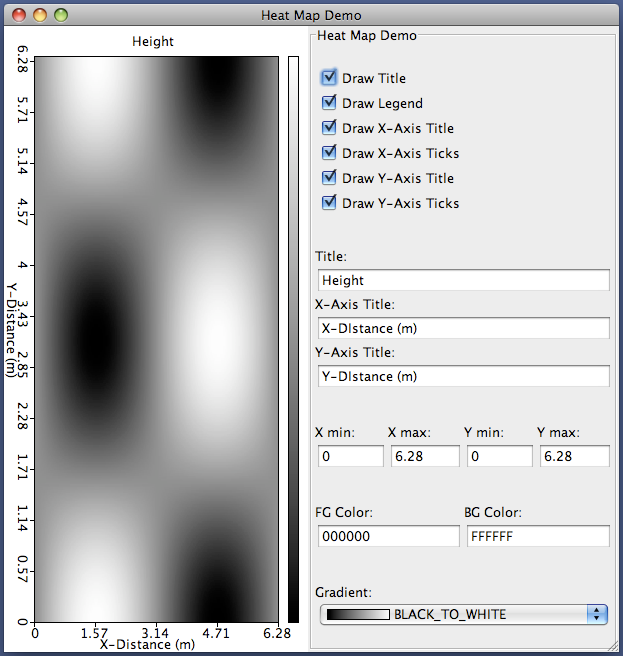 Heat Map Demo
Height
6.28
5.71
5.14
4.57
4
3.43
2.85
2.28
1.71
1.14
0.57
0
Y-Distance (m)
0 1.57 3.14 4.71 6.28
X-Distance (m)
Heat Map Demo
Draw Title
Draw Legend
Draw X-Axis Title
Draw X-Axis Ticks
Draw Y-Axis Title
Draw Y-Axis Ticks
Title:
Height
X-Axis Title:
X-DIstance (m)
Y-Axis Title:
Y-DIstance (m)
X min: X max: Y min: Y max:
0 6.28 0 6.28
FG Color: BG Color:
000000 FFFFFF
Gradient:
BLACK_TO_WHITE